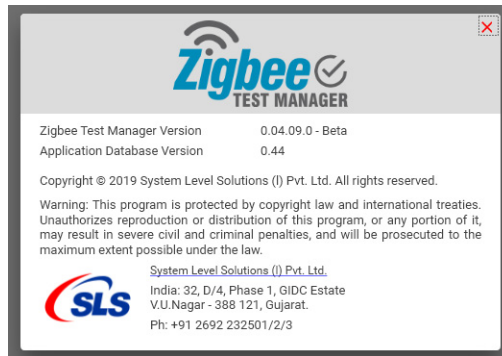 Zigbee
TEST MANAGER
Zigbee Test Manager Version 0.04.09.0 - Beta
Application Database Version 0.44
Copyright © 2019 System Level Solutions (I) Pvt. Ltd. All rights reserved.
Warning: This program is protected by copyright law and international treaties.
Unauthorizes reproduction or distribution of this program, or any portion of it,
may result in severe civil and criminal penalties, and will be prosecuted to the
maximum extent possible under the law.
System Level Solutions (I) Pvt. Ltd.
SLS
India: 32, D/4, Phase 1, GIDC Estate
V.U.Nagar - 388 121, Gujarat.
Ph: +91 2692 232501/2/3